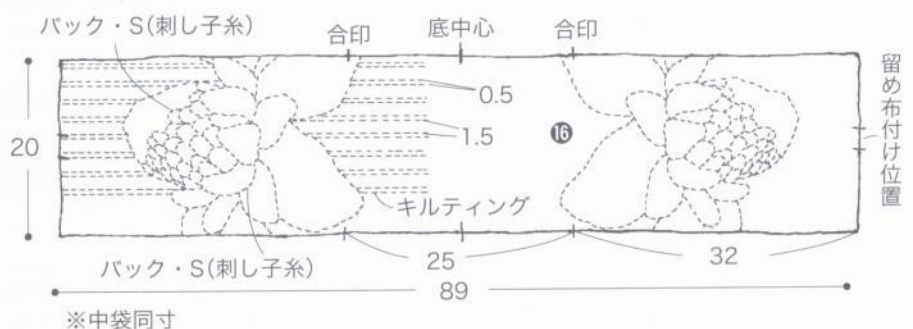 バック・S(刺し子糸)
合印
底中心
合印
0.5
1.5
⓰
20
留め布付け位置
キルティング
バック・S(刺し子糸)
25
32
89
※中袋同寸